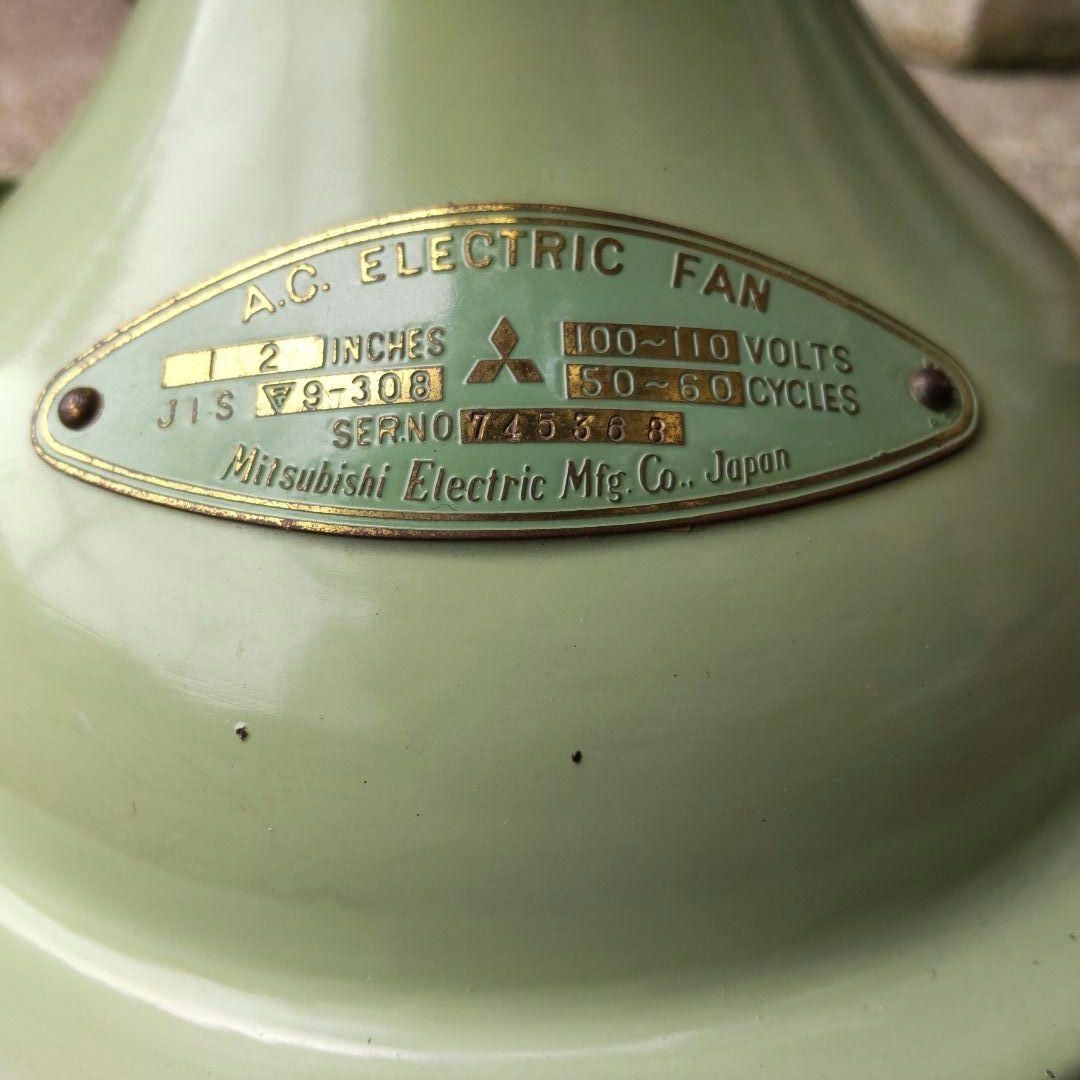 A.C. ELECTRIC FAN
12 INCHES 100~110 VOLTS
JIS 9-308 50~60 CYCLES
SER.NO 745368
Mitsubishi Electric Mfg. Co., Japan